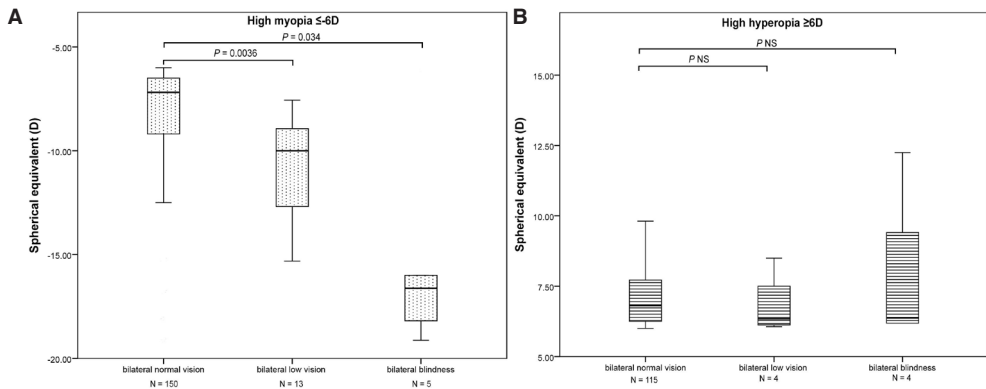 A
High myopia ≤-6D
P = 0.034
P = 0.0036
Spherical equivalent (D)
-5.00
-10.00
-15.00
-20.00
bilateral normal vision
N = 150
bilateral low vision
N = 13
bilateral blindness
N = 5
B
High hyperopia ≥6D
P NS
P NS
Spherical equivalent (D)
15.00
12.50
10.00
7.50
5.00
bilateral normal vision
N = 115
bilateral low vision
N = 4
bilateral blindness
N = 4